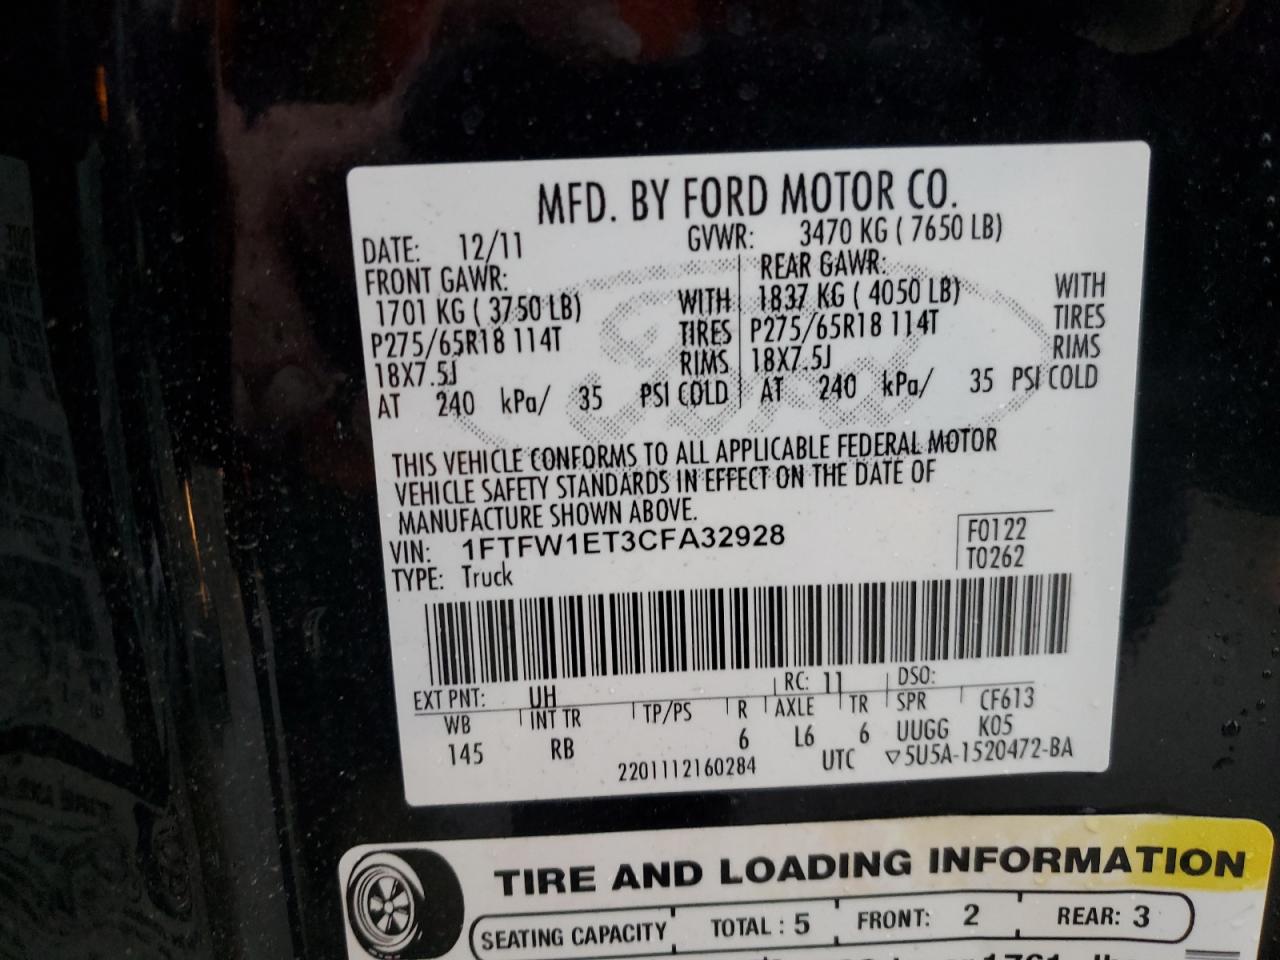 MFD. BY FORD MOTOR CO.
DATE: 12/11 GVWR: 3470 KG ( 7650 LB)
FRONT GAWR: REAR GAWR:
1701 KG ( 3750 LB) WITH 1837 KG ( 4050 LB) WITH
P275/65R18 114T TIRES P275/65R18 114T TIRES
18X7.5J RIMS 18X7.5J RIMS
AT 240 kPa/ 35 PSI COLD AT 240 kPa/ 35 PSI COLD
THIS VEHICLE CONFORMS TO ALL APPLICABLE FEDERAL MOTOR
VEHICLE SAFETY STANDARDS IN EFFECT ON THE DATE OF
MANUFACTURE SHOWN ABOVE.
VIN: 1FTFW1ET3CFA32928 F0122
TYPE: Truck T0262
EXT PNT: UH RC: 11 DSO:
WB INT TR TP/PS R AXLE TR SPR CF613
145 RB 6 L6 6 UUGG K05
2201112160284 UTC ▽5U5A-1520472-BA
TIRE AND LOADING INFORMATION
SEATING CAPACITY TOTAL : 5 FRONT: 2 REAR: 3